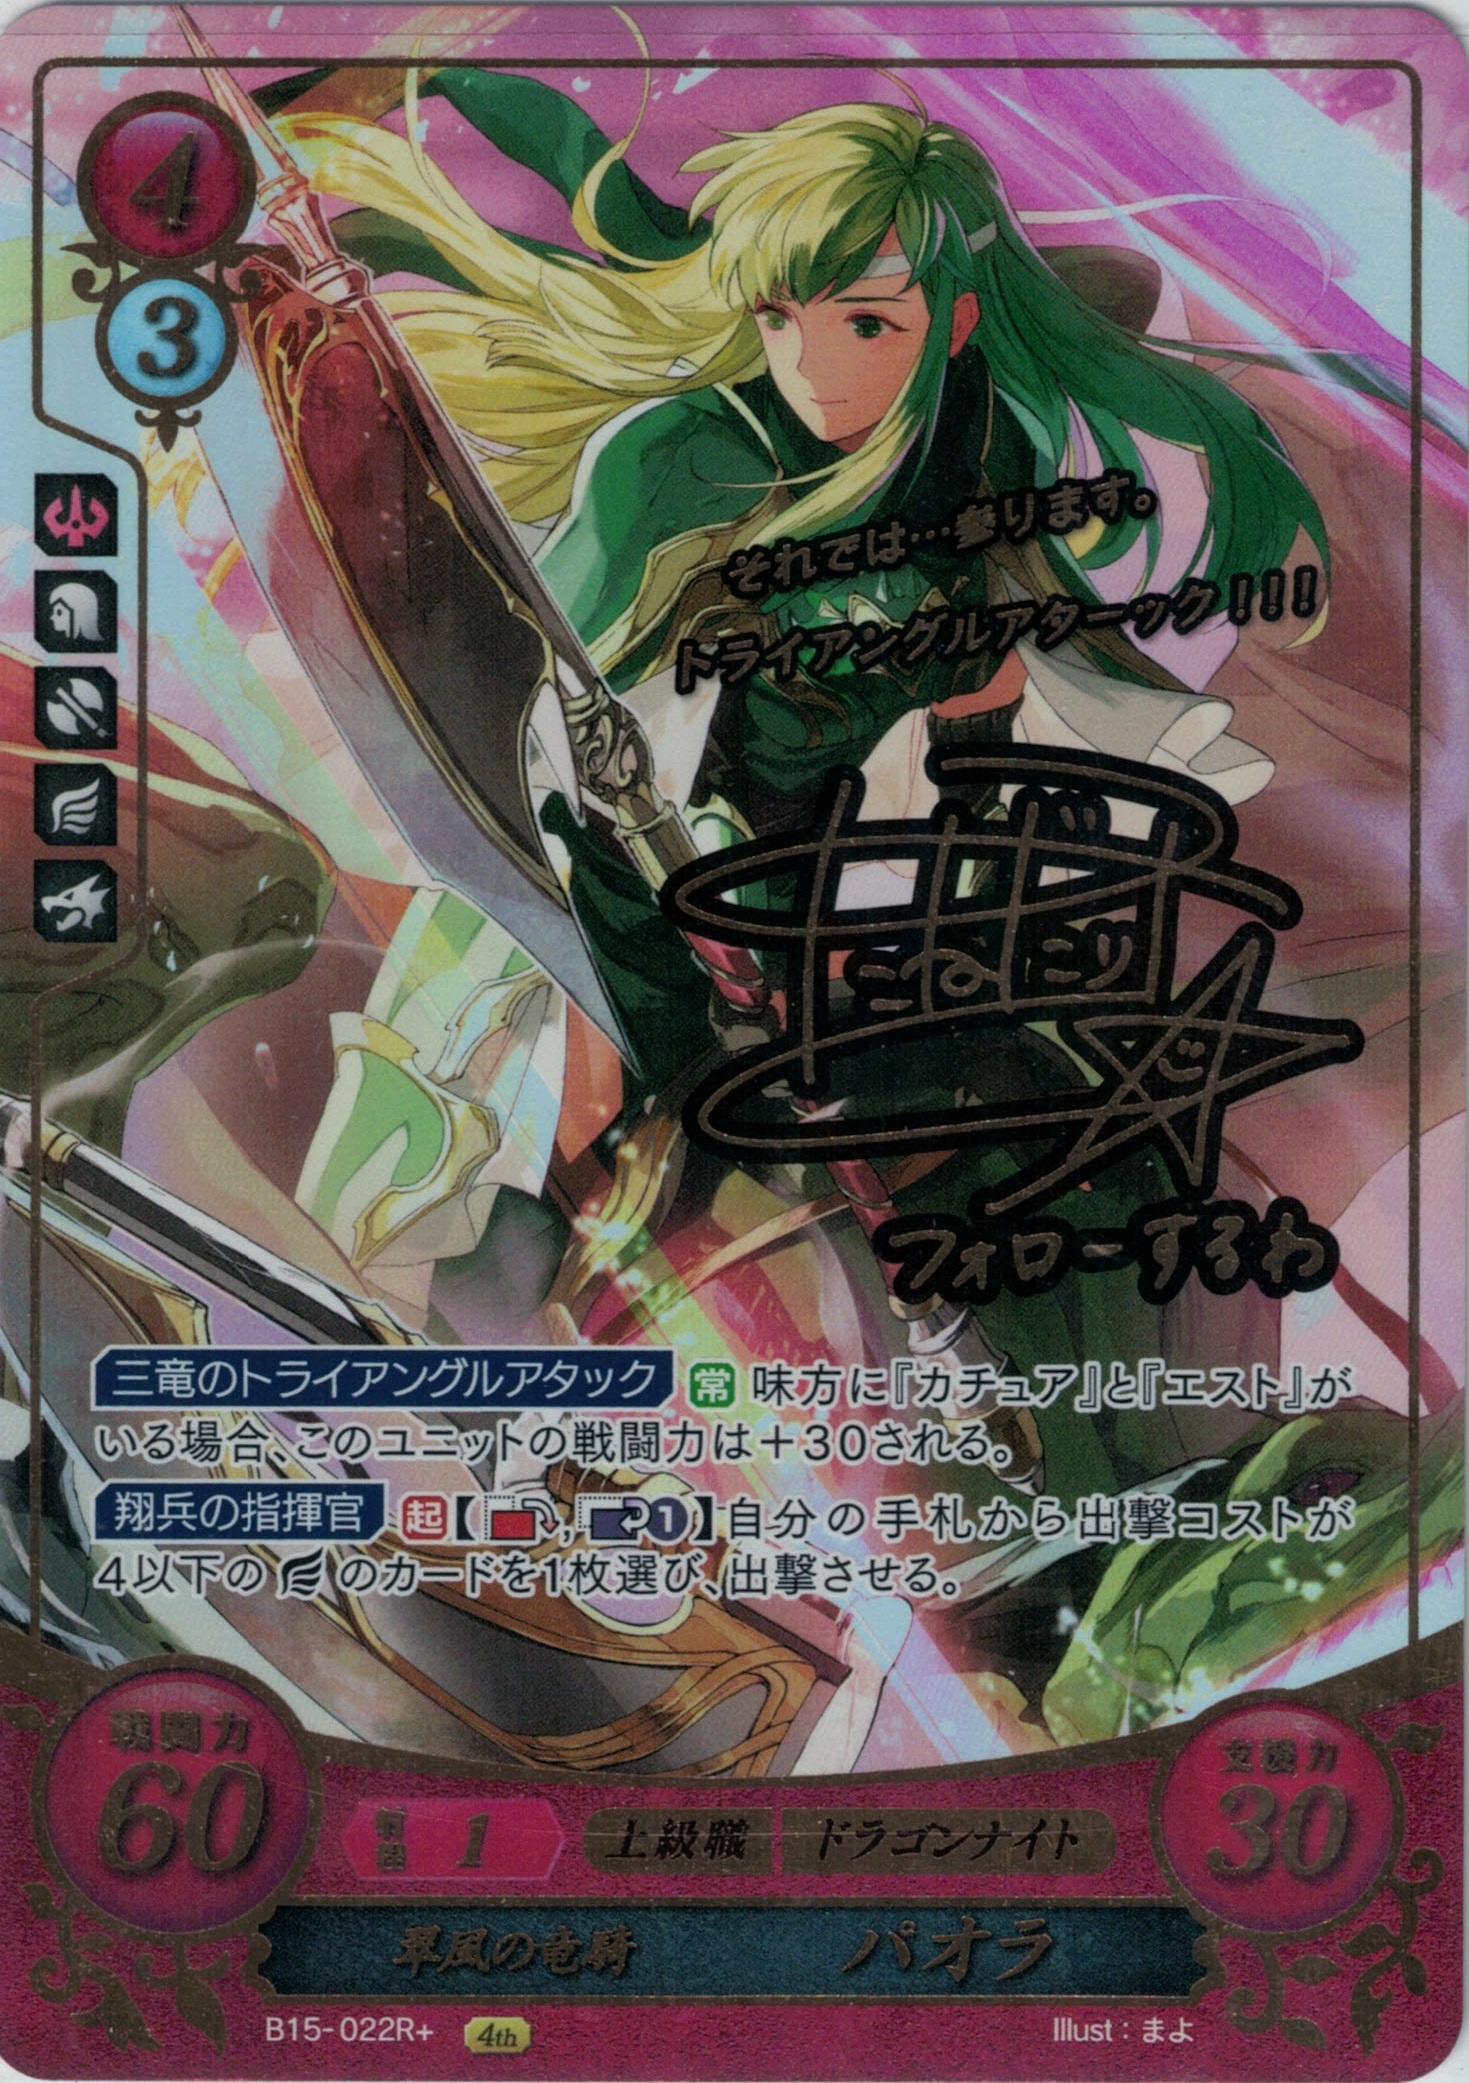 4
3
それでは…参ります。
トライアングルアターック!!!
こねこり
フォローするわ
三竜のトライアングルアタック 常 味方に『カチュア』と『エスト』が
いる場合、このユニットの戦闘力は+30される。
翔兵の指揮官 起【 , 1】自分の手札から出撃コストが
4以下の のカードを1枚選び、出撃させる。
戦闘力
60
射程 1 上級職 ドラゴンナイト
支援力
30
翠風の竜騎 パオラ
B15-022R+ 4th Illust：まよ